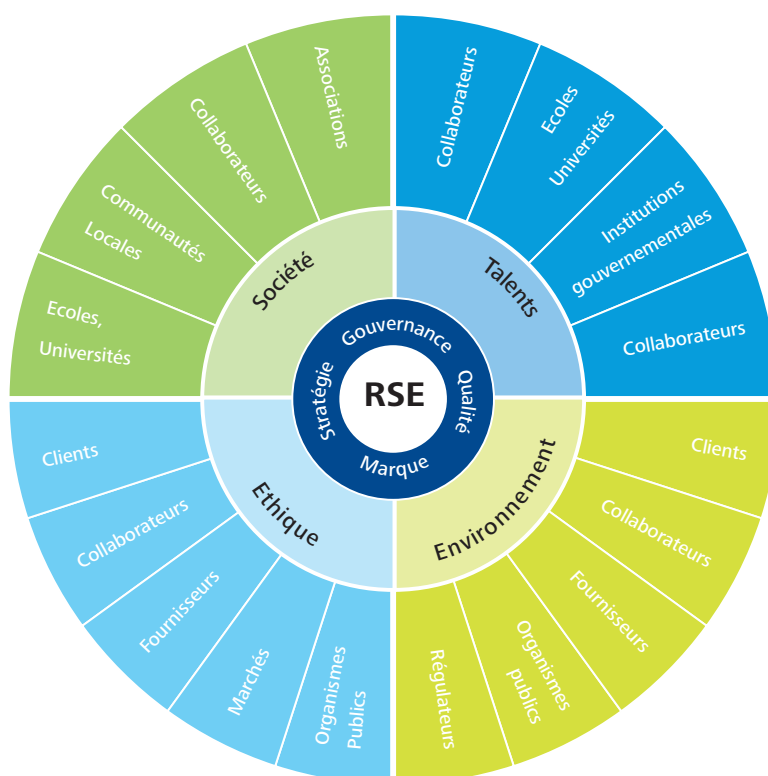 RSE
Gouvernance
Qualité
Marque
Stratégie
Société
Talents
Environnement
Ethique
Associations
Collaborateurs
Communautés
Locales
Ecoles,
Universités
Collaborateurs
Ecoles
Universités
Institutions
gouvernementales
Collaborateurs
Clients
Collaborateurs
Fournisseurs
Organismes
publics
Régulateurs
Clients
Collaborateurs
Fournisseurs
Marchés
Organismes
Publics